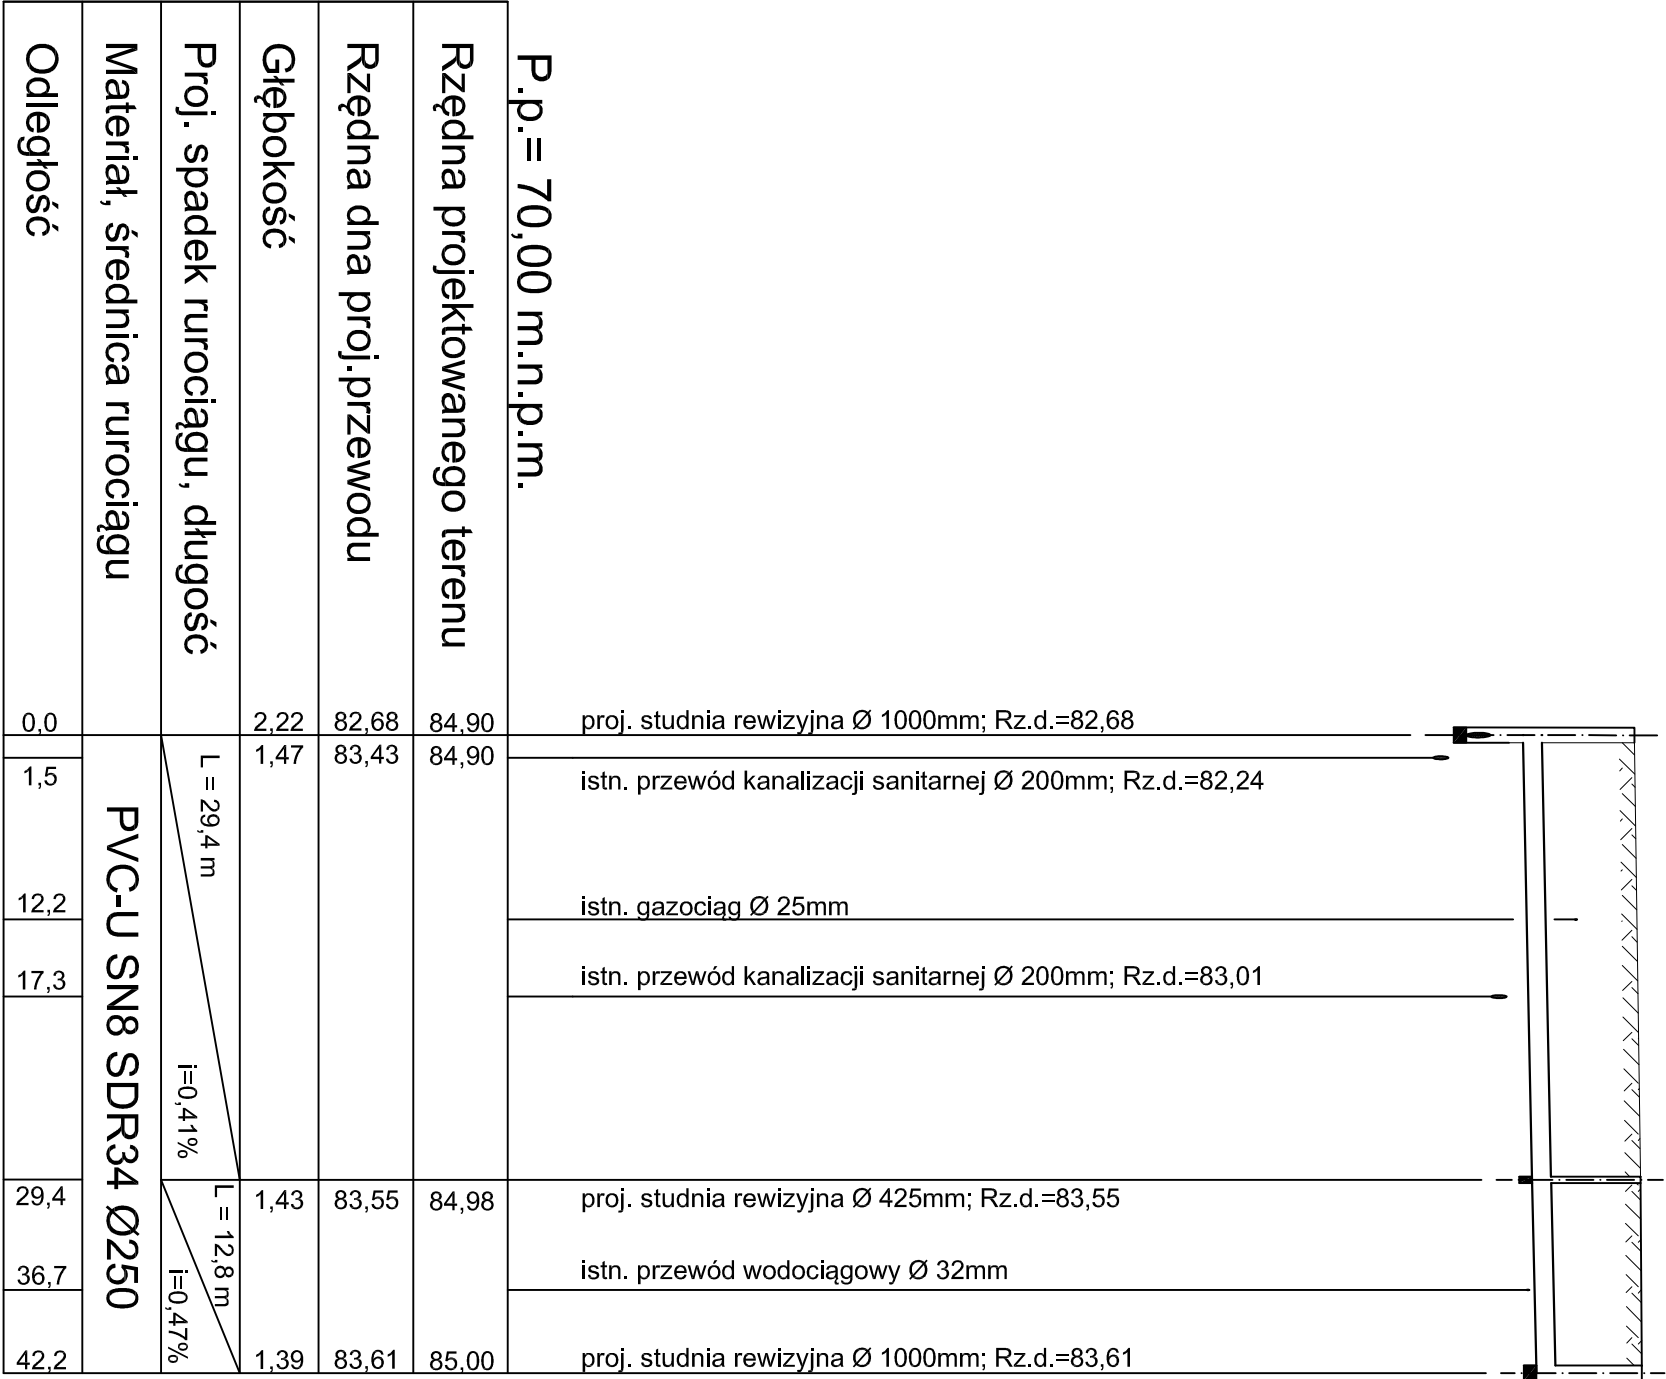 P.p.= 70,00 m.n.p.m.
Rzędna projektowanego terenu
Rzędna dna proj.przewodu
Głębokość
Proj. spadek rurociągu, długość
Materiał, średnica rurociągu
Odległość
0,0
2,22
82,68
84,90
proj. studnia rewizyjna Ø 1000mm; Rz.d.=82,68
1,47
83,43
84,90
1,5
istn. przewód kanalizacji sanitarnej Ø 200mm; Rz.d.=82,24
L = 29,4 m
i=0,41%
PVC-U SN8 SDR34 Ø250
12,2
istn. gazociąg Ø 25mm
17,3
istn. przewód kanalizacji sanitarnej Ø 200mm; Rz.d.=83,01
29,4
1,43
83,55
84,98
proj. studnia rewizyjna Ø 425mm; Rz.d.=83,55
L = 12,8 m
i=0,47%
36,7
istn. przewód wodociągowy Ø 32mm
42,2
1,39
83,61
85,00
proj. studnia rewizyjna Ø 1000mm; Rz.d.=83,61